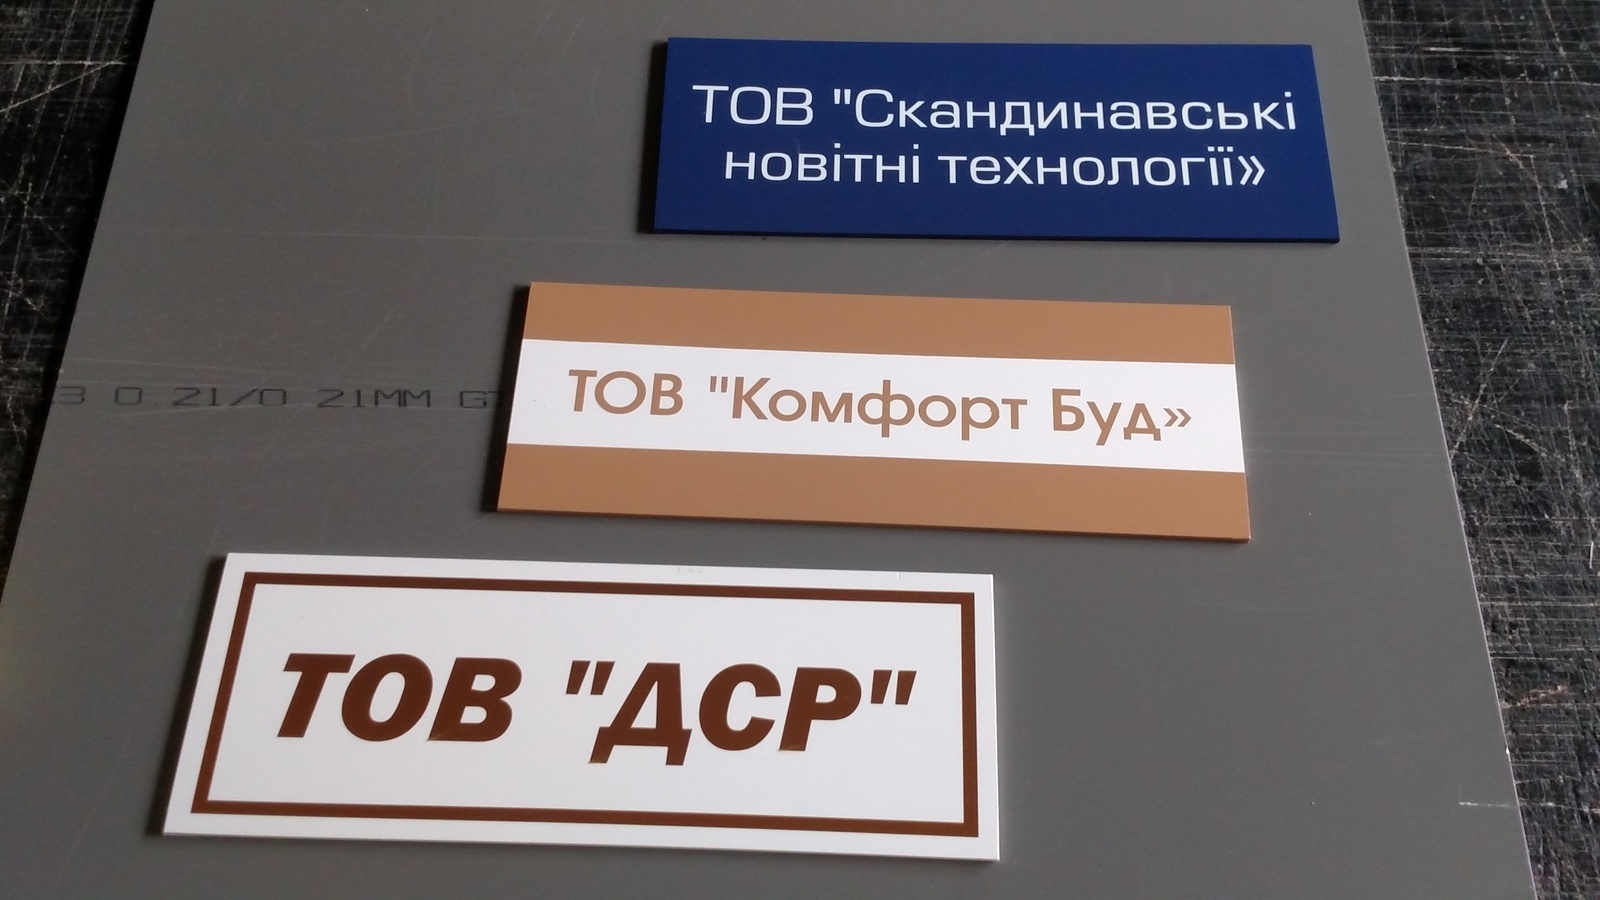 ТОВ "Скандинавські
новітні технології»
ТОВ "Комфорт Буд»
3 0.21/0.21MM
ТОВ "ДСР"